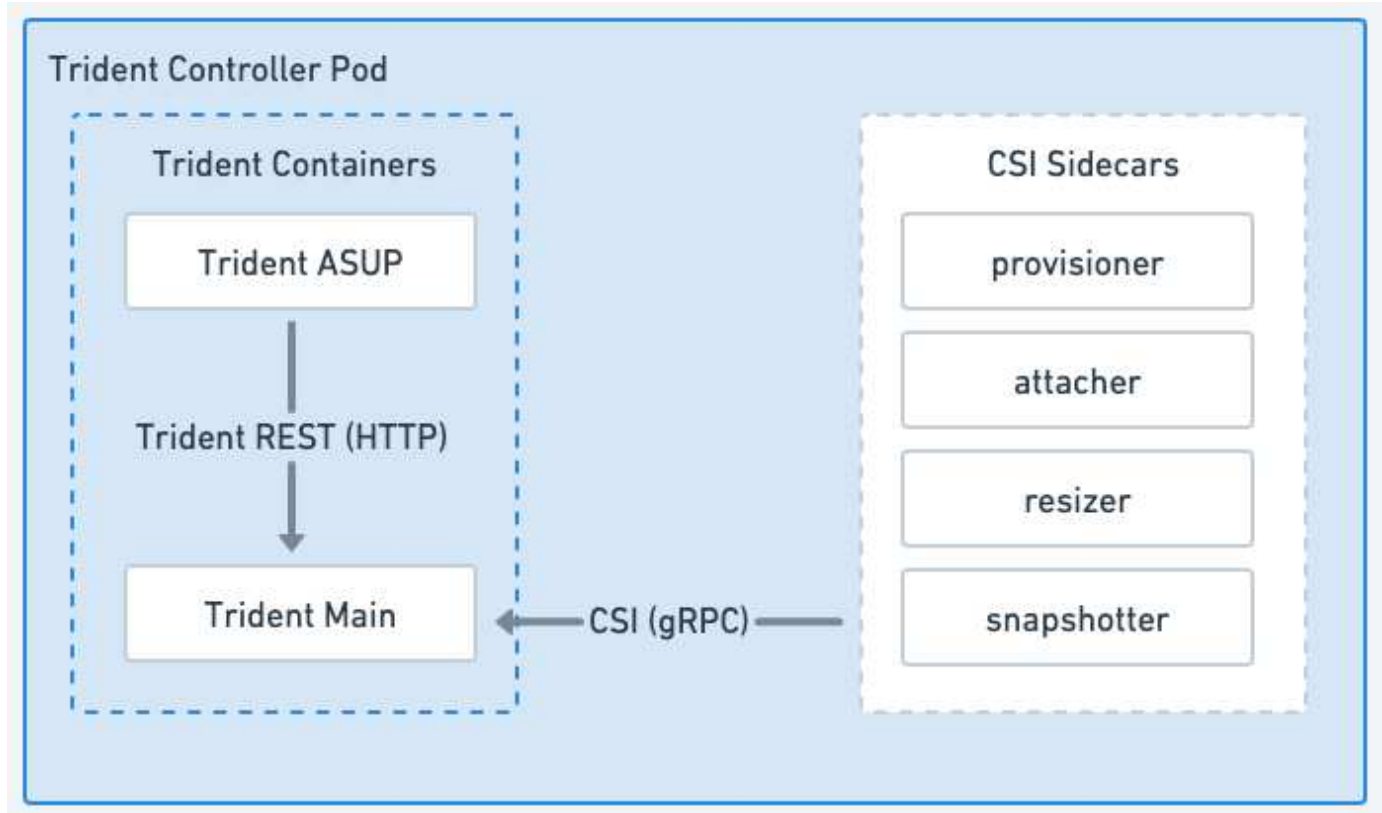 Trident Controller Pod
Trident Containers
Trident ASUP
Trident REST (HTTP)
Trident Main
CSI (gRPC)
CSI Sidecars
provisioner
attacher
resizer
snapshotter